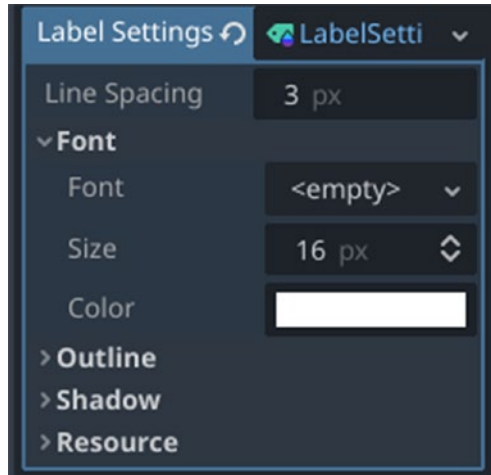 Label Settings LabelSetti
Line Spacing 3 px
Font
Font <empty>
Size 16 px
Color
Outline
Shadow
Resource